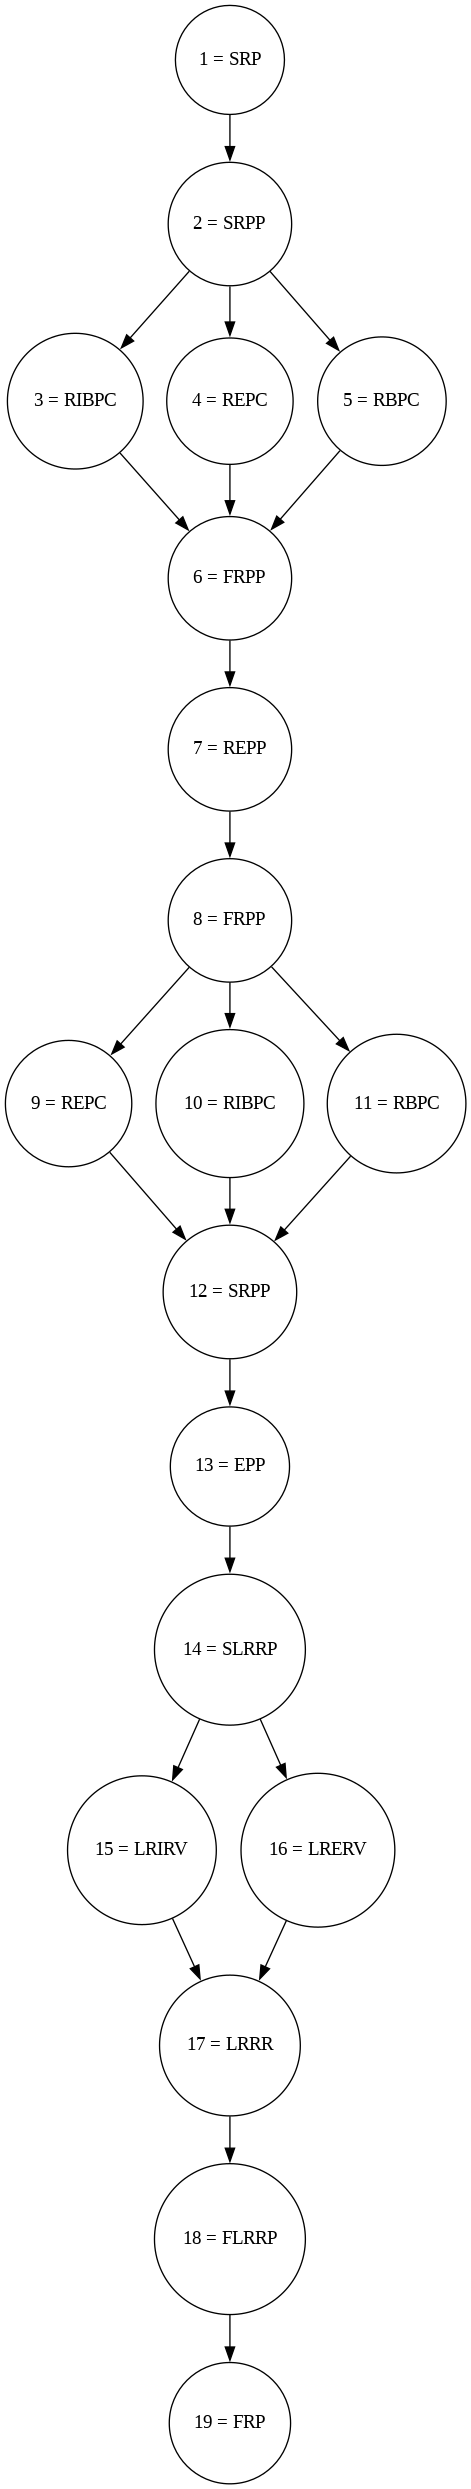 1 = SRP
2 = SRPP
3 = RIBPC
4 = REPC
5 = RBPC
6 = FRPP
7 = REPP
8 = FRPP
9 = REPC
10 = RIBPC
11 = RBPC
12 = SRPP
13 = EPP
14 = SLRRP
15 = LRIRV
16 = LRERV
17 = LRRR
18 = FLRRP
19 = FRP